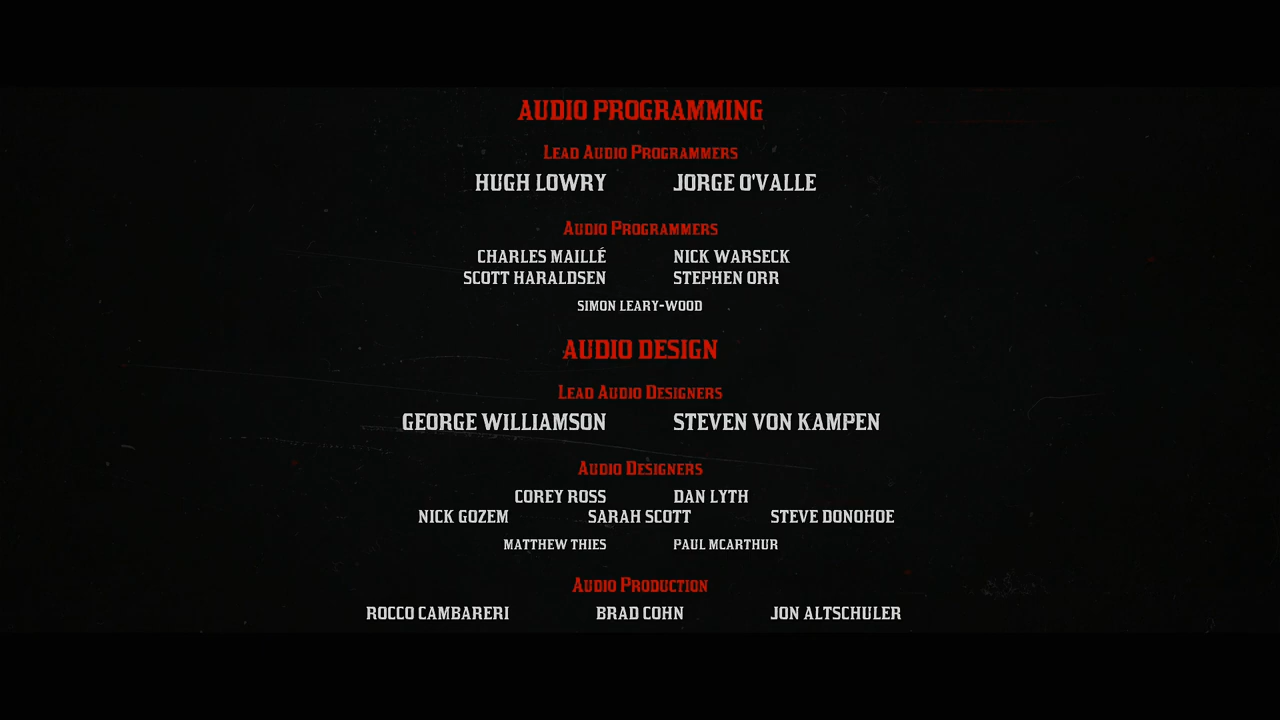 AUDIO PROGRAMMING
LEAD AUDIO PROGRAMMERS
HUGH LOWRY JORGE O'VALLE
AUDIO PROGRAMMERS
CHARLES MAILLÉ NICK WARSECK
SCOTT HARALDSEN STEPHEN ORR
SIMON LEARY-WOOD
AUDIO DESIGN
LEAD AUDIO DESIGNERS
GEORGE WILLIAMSON STEVEN VON KAMPEN
AUDIO DESIGNERS
COREY ROSS DAN LYTH
NICK GOZEM SARAH SCOTT STEVE DONOHOE
MATTHEW THIES PAUL MCARTHUR
AUDIO PRODUCTION
ROCCO CAMBARERI BRAD COHN JON ALTSCHULER